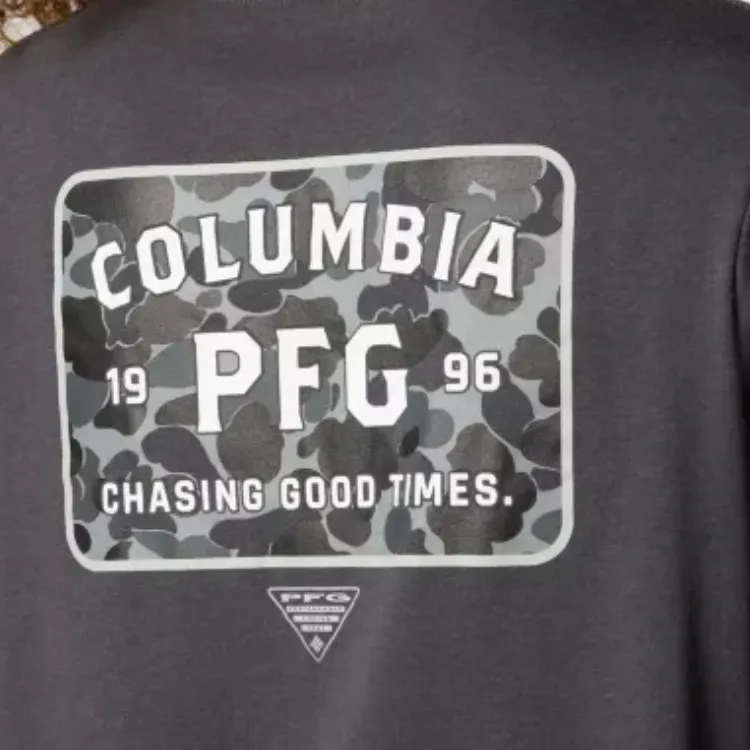 COLUMBIA
19 PFG 96
CHASING GOOD TIMES.
PFG